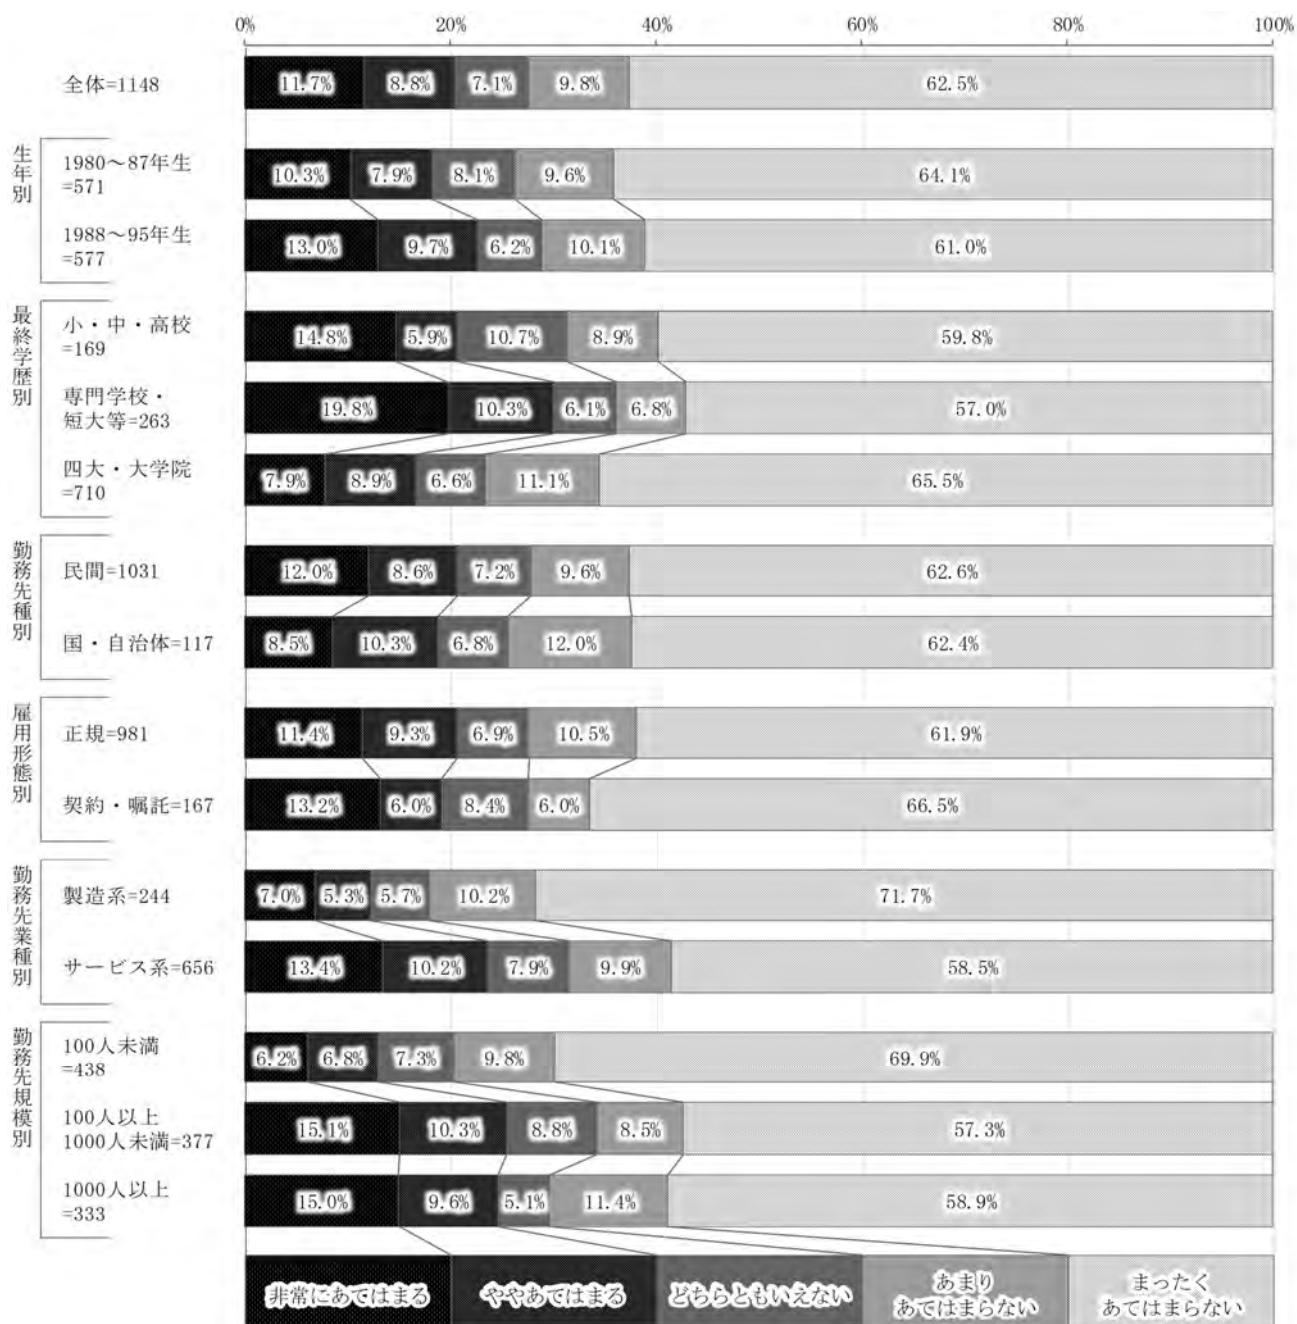 0% 20% 40% 60% 80% 100%
全体=1148 11.7% 8.8% 7.1% 9.8% 62.5%
生年別
1980～87年生
=571
10.3% 7.9% 8.1% 9.6% 64.1%
1988～95年生
=577
13.0% 9.7% 6.2% 10.1% 61.0%
最終学歴別
小・中・高校
=169
14.8% 5.9% 10.7% 8.9% 59.8%
専門学校・
短大等=263
19.8% 10.3% 6.1% 6.8% 57.0%
四大・大学院
=710
7.9% 8.9% 6.6% 11.1% 65.5%
勤務先種別
民間=1031 12.0% 8.6% 7.2% 9.6% 62.6%
国・自治体=117 8.5% 10.3% 6.8% 12.0% 62.4%
雇用形態別
正規=981 11.4% 9.3% 6.9% 10.5% 61.9%
契約・嘱託=167 13.2% 6.0% 8.4% 6.0% 66.5%
勤務先業種別
製造系=244 7.0% 5.3% 5.7% 10.2% 71.7%
サービス系=656 13.4% 10.2% 7.9% 9.9% 58.5%
勤務先規模別
100人未満
=438
6.2% 6.8% 7.3% 9.8% 69.9%
100人以上
1000人未満=377
15.1% 10.3% 8.8% 8.5% 57.3%
1000人以上
=333
15.0% 9.6% 5.1% 11.4% 58.9%
非常にあてはまる
ややあてはまる
どちらともいえない
あまり
あてはまらない
まったく
あてはまらない